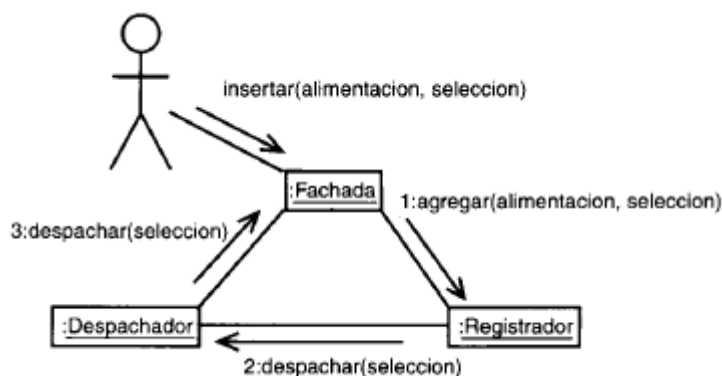 insertar(alimentacion, seleccion)
:Fachada
1:agregar(alimentacion, seleccion)
3:despachar(seleccion)
:Despachador
:Registrador
2:despachar(seleccion)